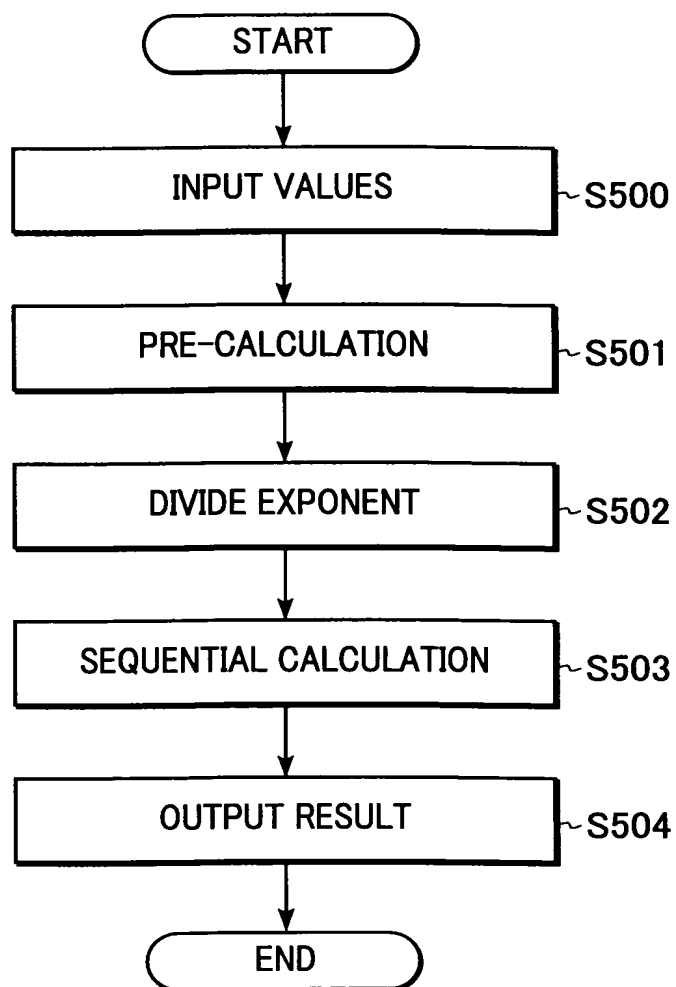 START
INPUT VALUES
S500
PRE-CALCULATION
S501
DIVIDE EXPONENT
S502
SEQUENTIAL CALCULATION
S503
OUTPUT RESULT
S504
END